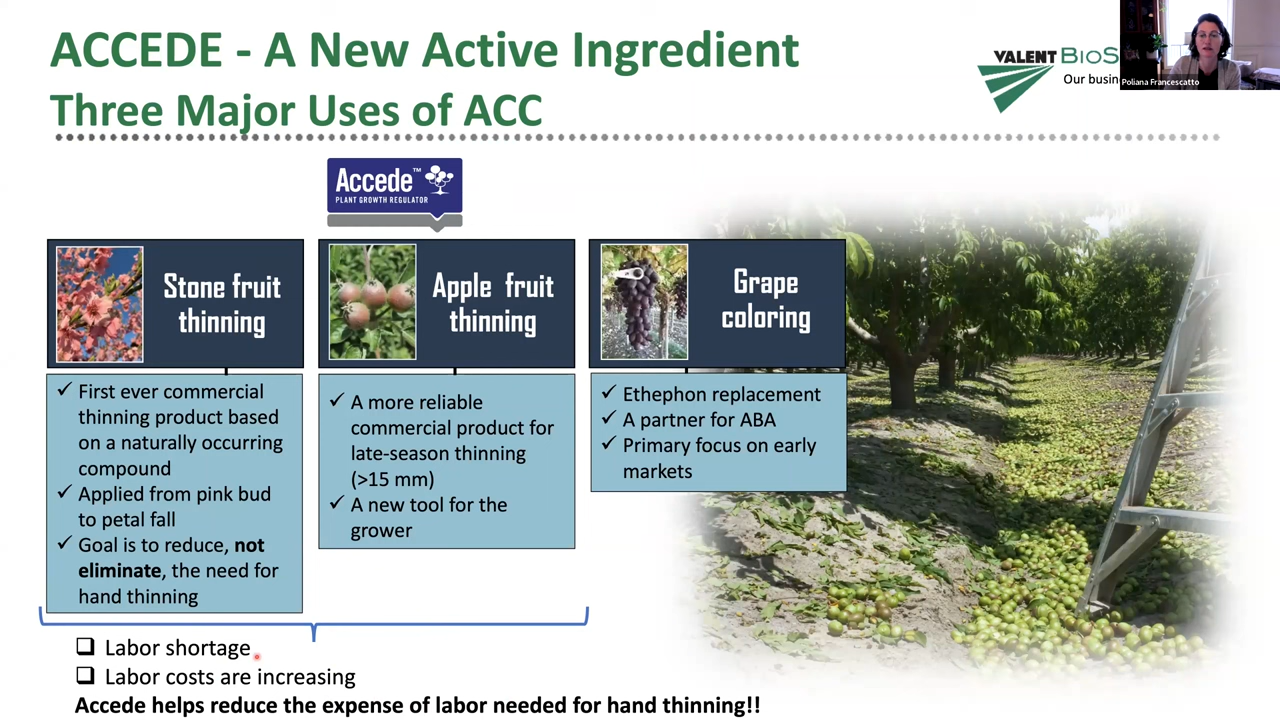 ACCEDE - A New Active Ingredient
Three Major Uses of ACC
VALENT BIOS
Our busin
Poliana Francescatto
Accede™
PLANT GROWTH REGULATOR
Stone fruit
thinning
✓ First ever commercial
thinning product based
on a naturally occurring
compound
✓ Applied from pink bud
to petal fall
✓ Goal is to reduce, not
eliminate, the need for
hand thinning
Apple fruit
thinning
✓ A more reliable
commercial product for
late-season thinning
(>15 mm)
✓ A new tool for the
grower
Grape
coloring
✓ Ethephon replacement
✓ A partner for ABA
✓ Primary focus on early
markets
❑ Labor shortage
❑ Labor costs are increasing
Accede helps reduce the expense of labor needed for hand thinning!!